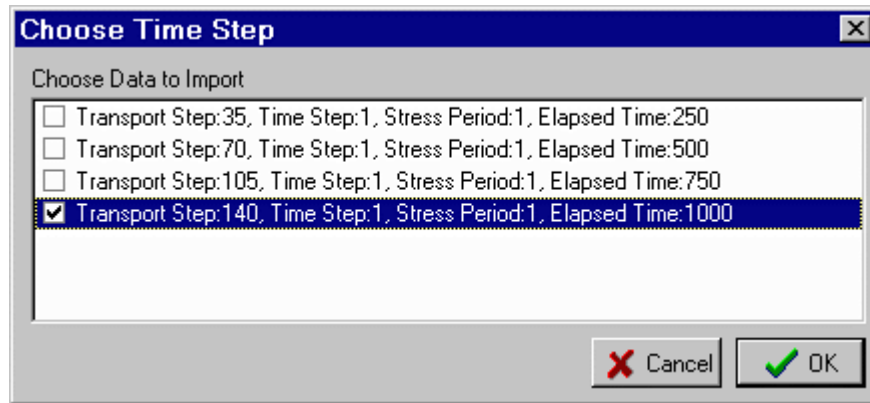 Choose Time Step
Choose Data to Import
Transport Step:35, Time Step:1, Stress Period:1, Elapsed Time:250
Transport Step:70, Time Step:1, Stress Period:1, Elapsed Time:500
Transport Step:105, Time Step:1, Stress Period:1, Elapsed Time:750
Transport Step:140, Time Step:1, Stress Period:1, Elapsed Time:1000
Cancel OK